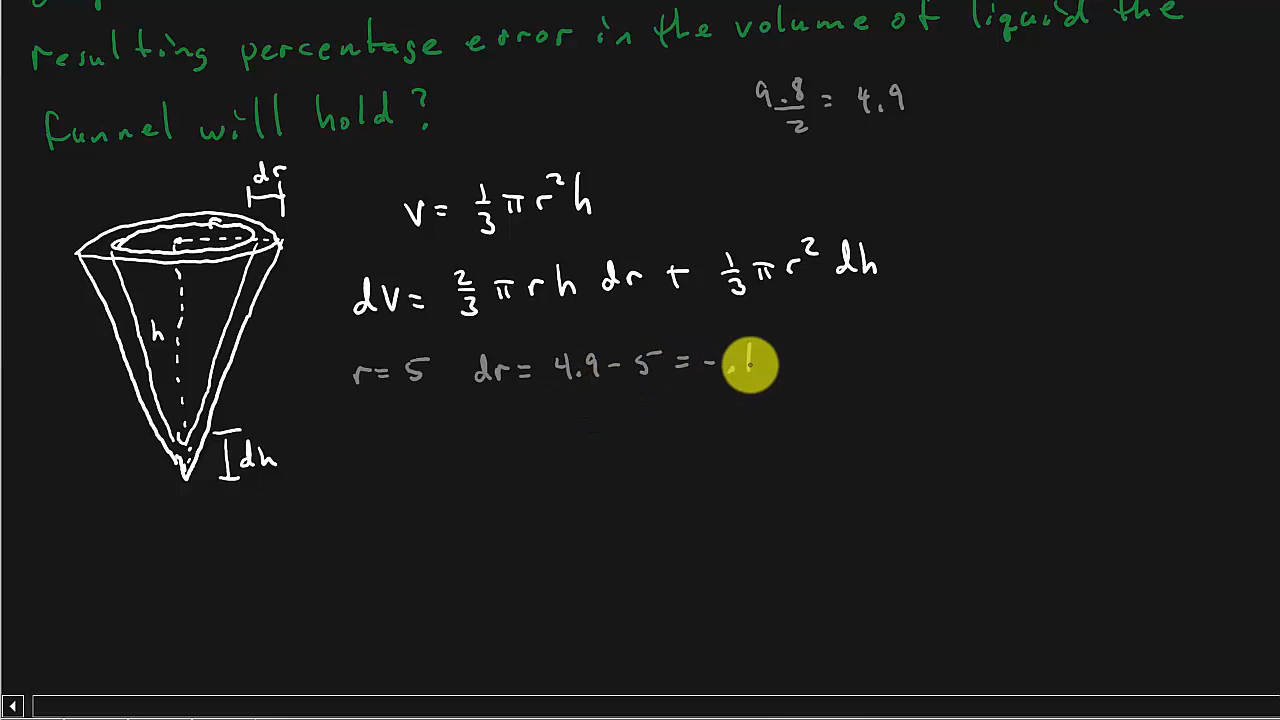 resulting percentage error in the volume of liquid the
funnel will hold?
9.8/2 = 4.9
dr
r
h
dh
V = 1/3 π r² h
dV = 2/3 π r h dr + 1/3 π r² dh
r = 5 dr = 4.9 - 5 = -.1